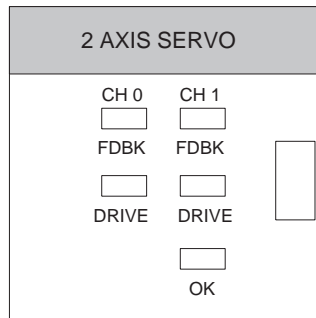 2 AXIS SERVO
CH 0 CH 1
FDBK FDBK
DRIVE DRIVE
OK